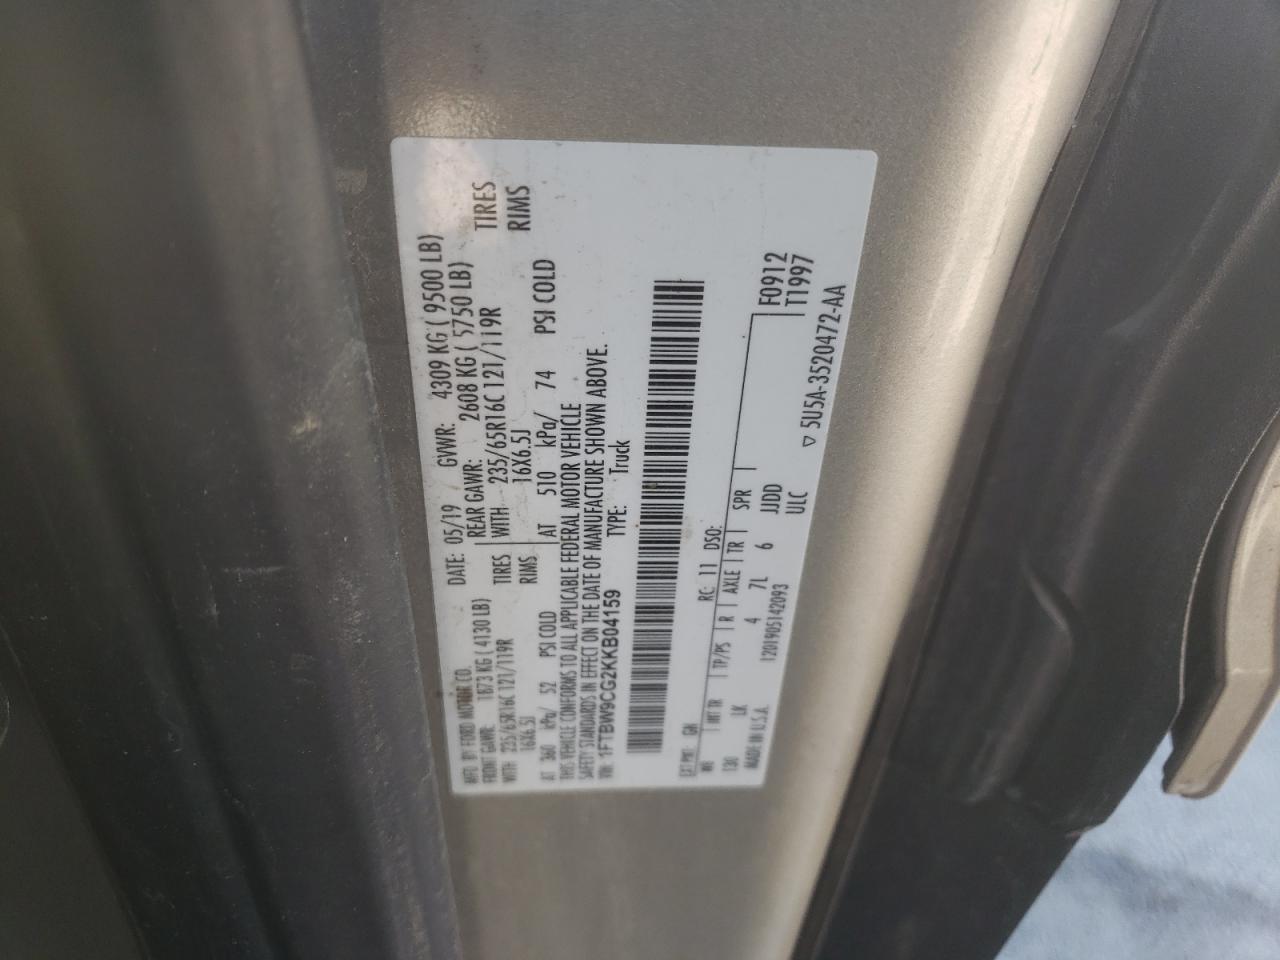 MFD BY FORD MOTOR CO.
DATE: 05/19 GVWR: 4309 KG ( 9500 LB)
FRONT GAWR: 1873 KG ( 4130 LB) REAR GAWR: 2608 KG ( 5750 LB)
WITH 235/65R16C 121/119R TIRES WITH 235/65R16C 121/119R TIRES
16X6.5J RIMS 16X6.5J RIMS
AT 360 kPa/ 52 PSI COLD AT 510 kPa/ 74 PSI COLD
THIS VEHICLE CONFORMS TO ALL APPLICABLE FEDERAL MOTOR VEHICLE
SAFETY STANDARDS IN EFFECT ON THE DATE OF MANUFACTURE SHOWN ABOVE.
VIN: 1FTBW9CG2KKB04159 TYPE: Truck
EXT PNT: GN RC: 11 DSO: F0912
WB INT TR TP/PS R AXLE TR SPR T1997
130 LK 4 7L 6 JJDD
MADE IN U.S.A. 1201905142093 ULC
▽ 5U5A-3520472-AA